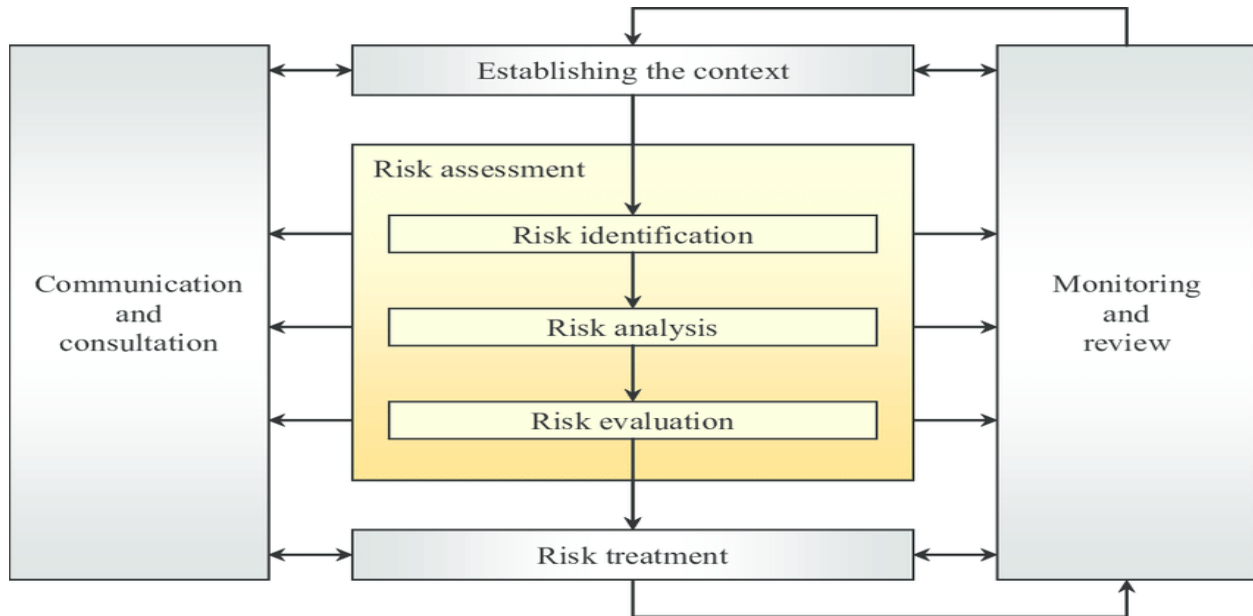 Establishing the context
Risk assessment
Risk identification
Communication
and
consultation
Risk analysis
Monitoring
and
review
Risk evaluation
Risk treatment